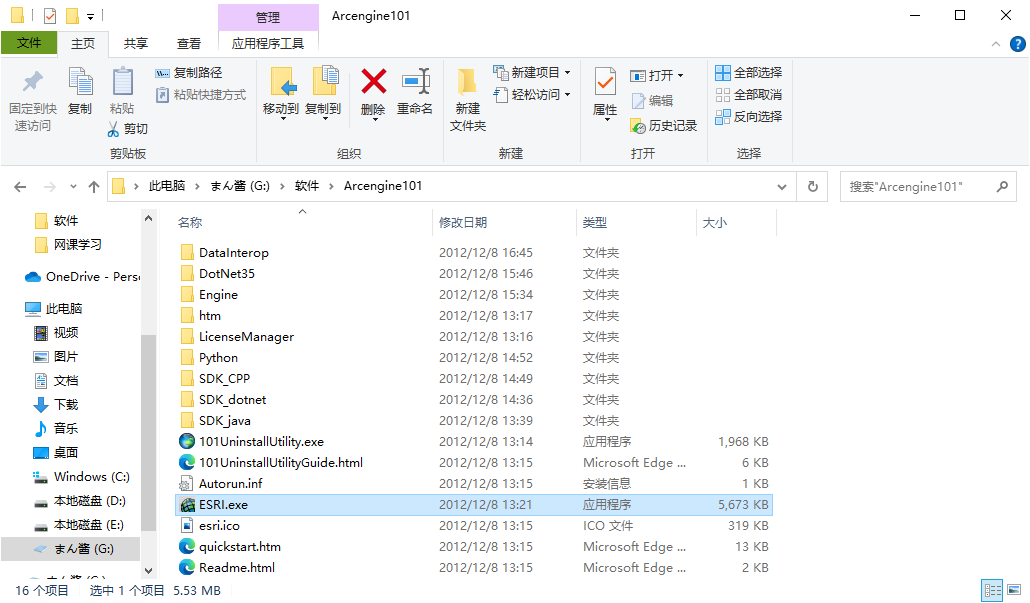 管理
Arcengine101
文件
主页
共享
查看
应用程序工具
固定到快
速访问
复制
粘贴
复制路径
粘贴快捷方式
剪切
剪贴板
移动到
复制到
删除
重命名
组织
新建
文件夹
新建项目
轻松访问
新建
属性
打开
编辑
历史记录
打开
全部选择
全部取消
反向选择
选择
此电脑 › まん酱 (G:) › 软件 › Arcengine101
搜索"Arcengine101"
软件
网课学习
OneDrive - Pers
此电脑
视频
图片
文档
下载
音乐
桌面
Windows (C:)
本地磁盘 (D:)
本地磁盘 (E:)
まん酱 (G:)
名称 修改日期 类型 大小
DataInterop 2012/12/8 16:45 文件夹
DotNet35 2012/12/8 15:46 文件夹
Engine 2012/12/8 15:34 文件夹
htm 2012/12/8 13:17 文件夹
LicenseManager 2012/12/8 13:16 文件夹
Python 2012/12/8 14:52 文件夹
SDK_CPP 2012/12/8 14:49 文件夹
SDK_dotnet 2012/12/8 14:36 文件夹
SDK_java 2012/12/8 13:39 文件夹
101UninstallUtility.exe 2012/12/8 13:14 应用程序 1,968 KB
101UninstallUtilityGuide.html 2012/12/8 13:15 Microsoft Edge ... 6 KB
Autorun.inf 2012/12/8 13:15 安装信息 1 KB
ESRI.exe 2012/12/8 13:21 应用程序 5,673 KB
esri.ico 2012/12/8 13:15 ICO 文件 319 KB
quickstart.htm 2012/12/8 13:15 Microsoft Edge ... 13 KB
Readme.html 2012/12/8 13:15 Microsoft Edge ... 2 KB
16 个项目 选中 1 个项目 5.53 MB